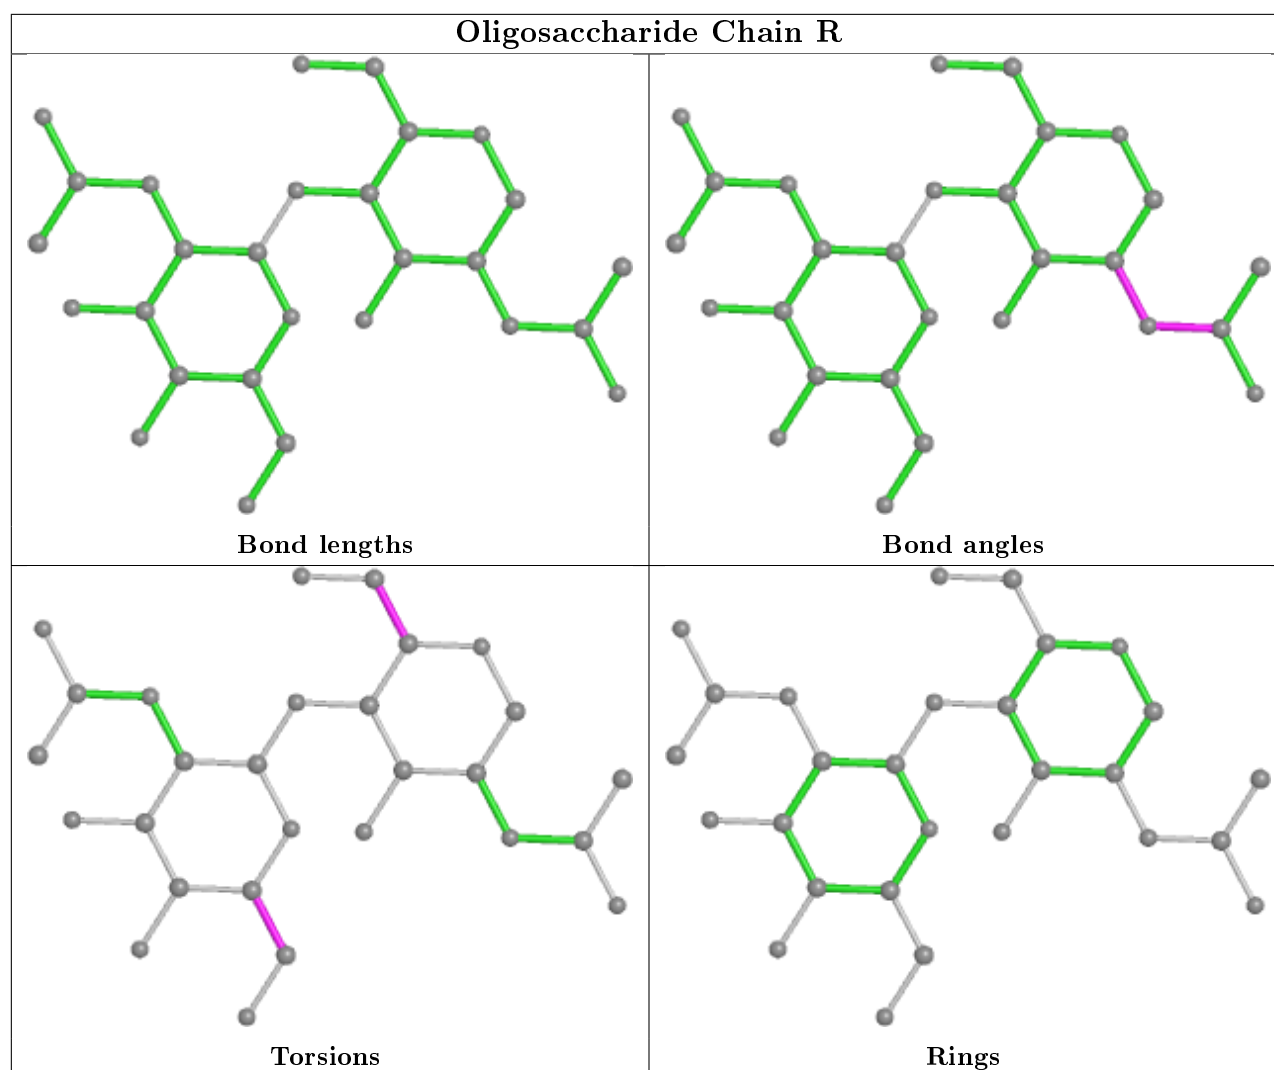 Oligosaccharide Chain R
Bond lengths
Bond angles
Torsions
Rings